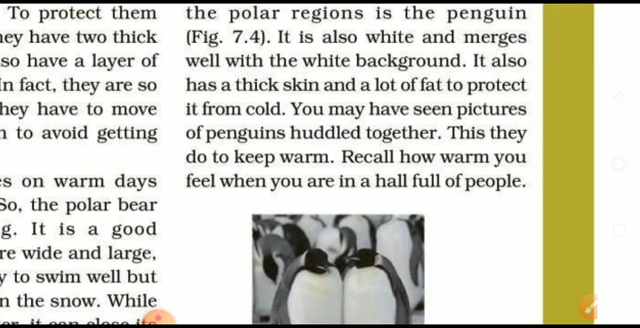 To protect them
have two thick
so have a layer of
In fact, they are so
they have to move
to avoid getting
on warm days
So, the polar bear
It is a good
wide and large,
to swim well but
the snow. While
it can close its
the polar regions is the penguin
(Fig. 7.4). It is also white and merges
well with the white background. It also
has a thick skin and a lot of fat to protect
it from cold. You may have seen pictures
of penguins huddled together. This they
do to keep warm. Recall how warm you
feel when you are in a hall full of people.